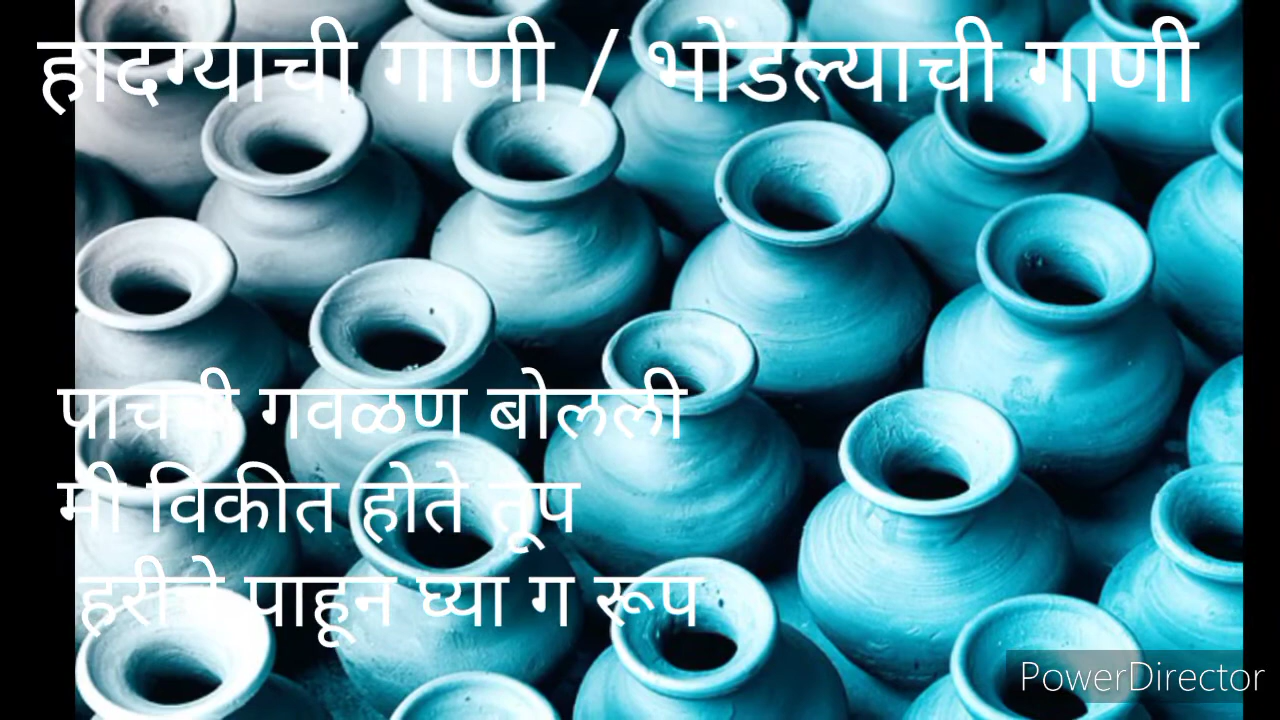 हादग्याची गाणी / भोंडल्याची गाणी
पाचवी गवळण बोलली
मी विकीत होते तूप
हरीचे पाहून घ्या ग रूप
PowerDirector